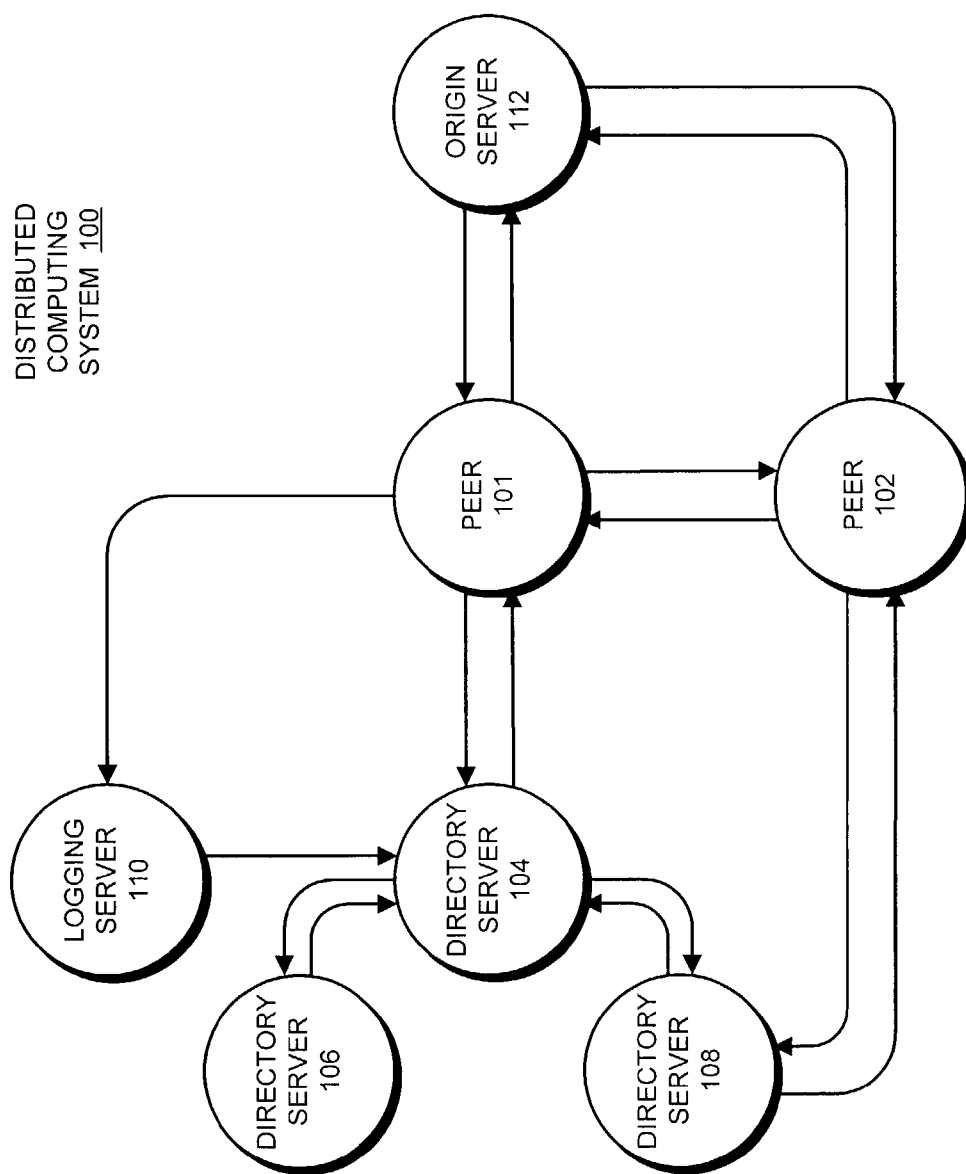 DISTRIBUTED
COMPUTING
SYSTEM 100
LOGGING
SERVER
110
DIRECTORY
SERVER
106
DIRECTORY
SERVER
104
DIRECTORY
SERVER
108
PEER
101
PEER
102
ORIGIN
SERVER
112